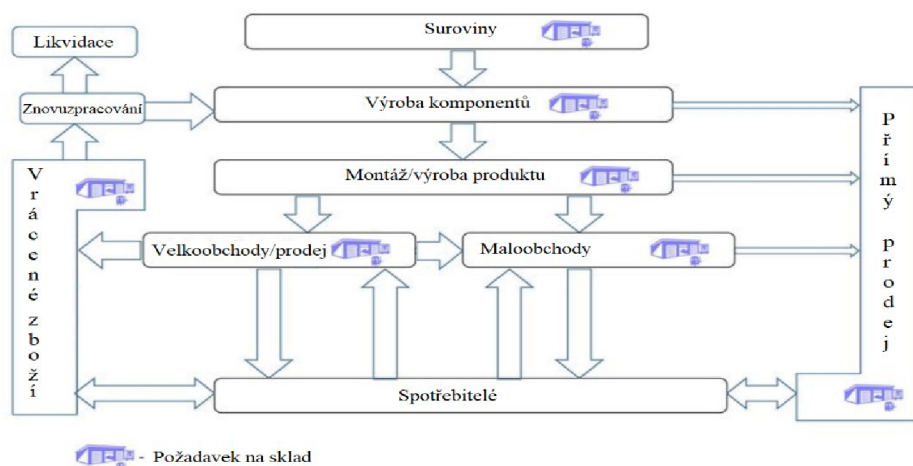 Suroviny
Likvidace
Znovuzpracování
Výroba komponentů
Přímý prodej
Vrácené zboží
Montáž/výroba produktu
Velkoobchody/prodej
Maloobchody
Spotřebitelé
- Požadavek na sklad